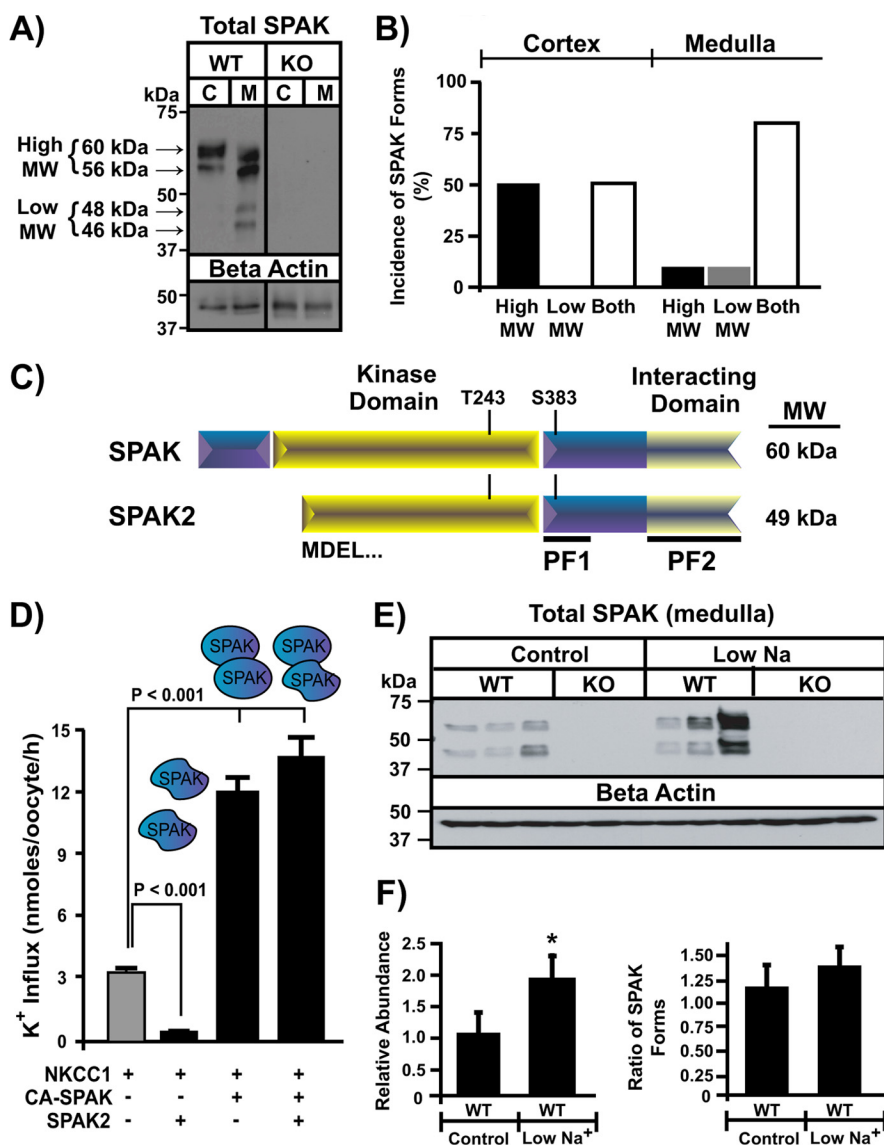 A)
Total SPAK
WT KO
kDa C M C M
75
High { 60 kDa →
MW 56 kDa →
50
Low { 48 kDa →
MW 46 kDa →
37
Beta Actin
50
37
B)
Cortex Medulla
Incidence of SPAK Forms
(%)
100
75
50
25
0
High Low Both High Low Both
MW MW MW MW
C)
Kinase Interacting
Domain T243 S383 Domain MW
SPAK 60 kDa
SPAK2 49 kDa
MDEL... PF1 PF2
D)
K+ Influx (nmoles/oocyte/h)
15
12
9
6
3
0
SPAK SPAK
SPAK SPAK
P < 0.001
SPAK
SPAK
P < 0.001
NKCC1 + + + +
CA-SPAK - - + +
SPAK2 - + - +
E)
Total SPAK (medulla)
Control Low Na
kDa WT KO WT KO
75
50
37
Beta Actin
50
37
F)
Relative Abundance
2.5
2.0
1.5
1.0
0.5
0
*
WT WT
Control Low Na+
Ratio of SPAK
Forms
1.50
1.25
1.00
0.75
0.50
0.25
0
WT WT
Control Low Na+